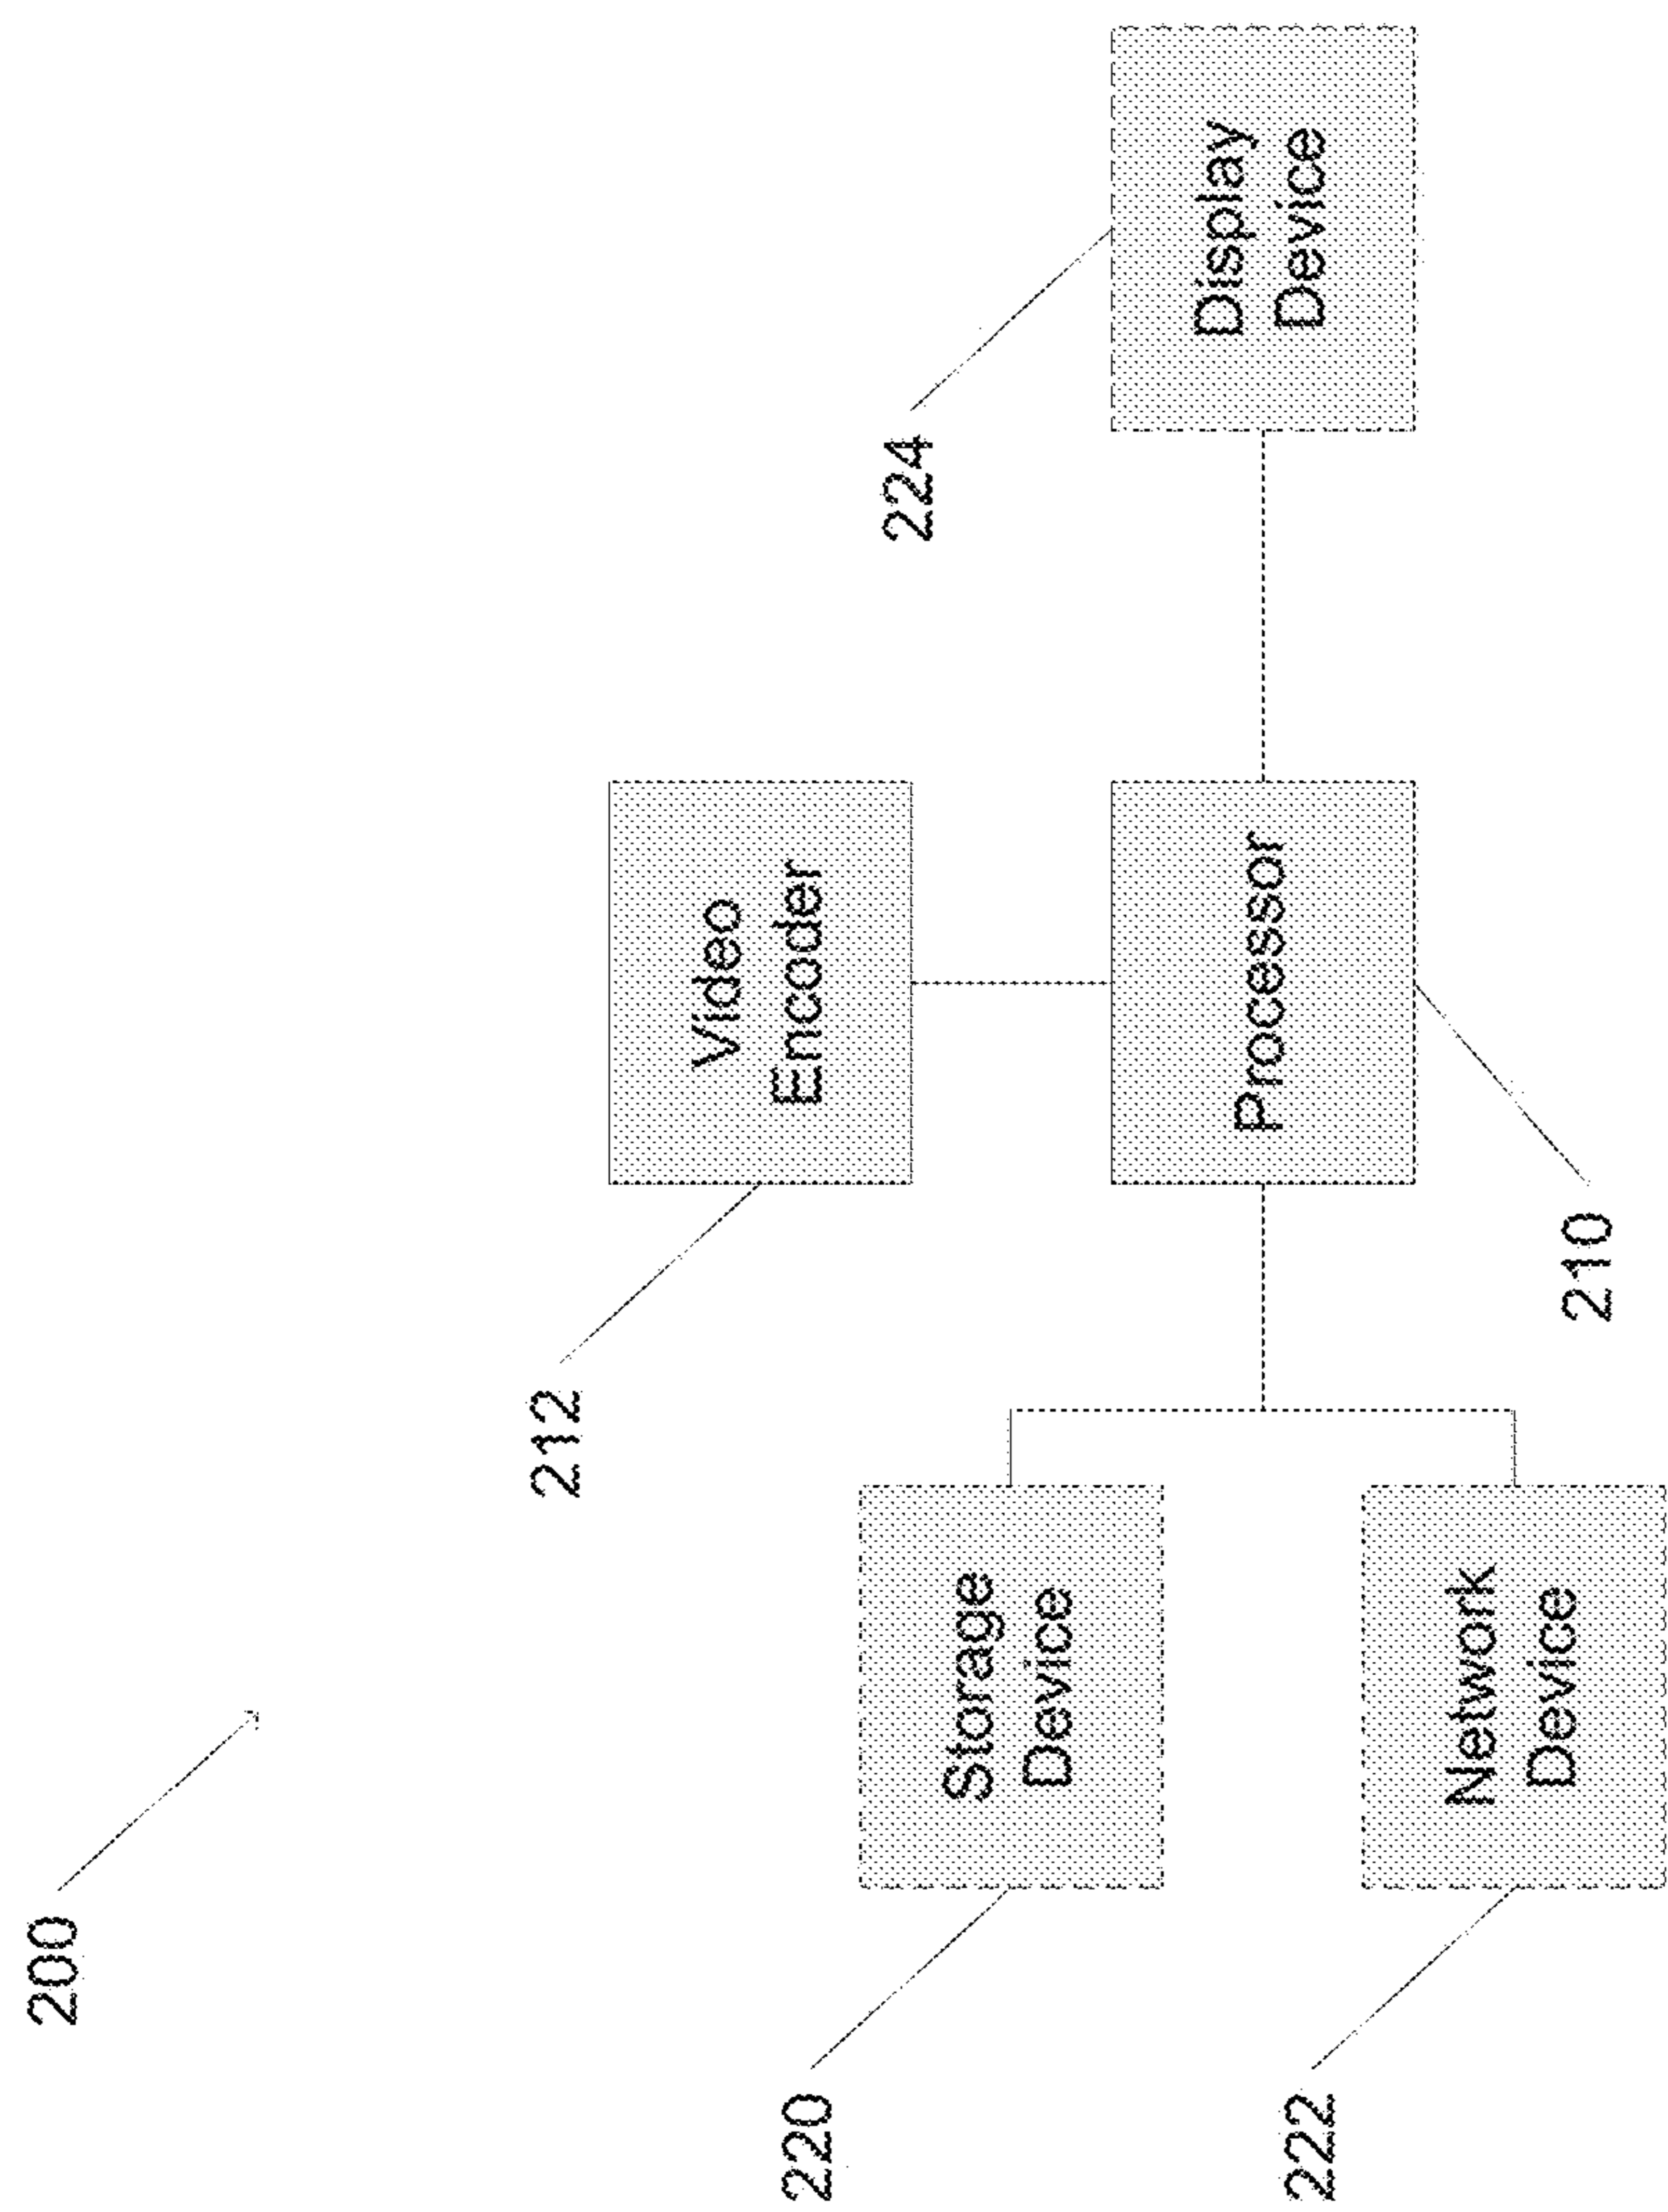 200
212
Video
Encoder
224
220
Storage
Device
Processor
Display
Device
222
Network
Device
210